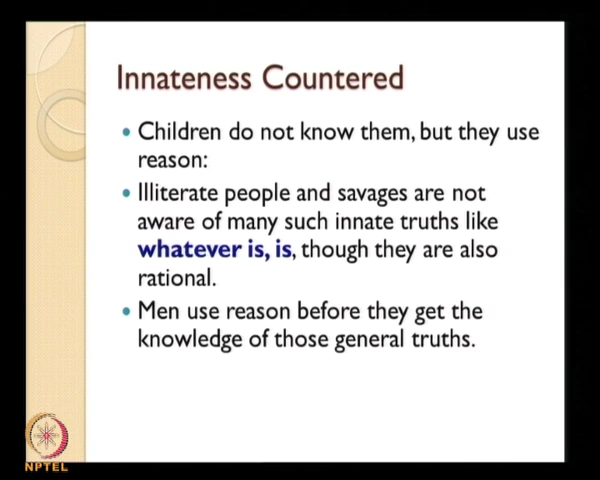 Innateness Countered
• Children do not know them, but they use
reason:
• Illiterate people and savages are not
aware of many such innate truths like
whatever is, is, though they are also
rational.
• Men use reason before they get the
knowledge of those general truths.
NPTEL